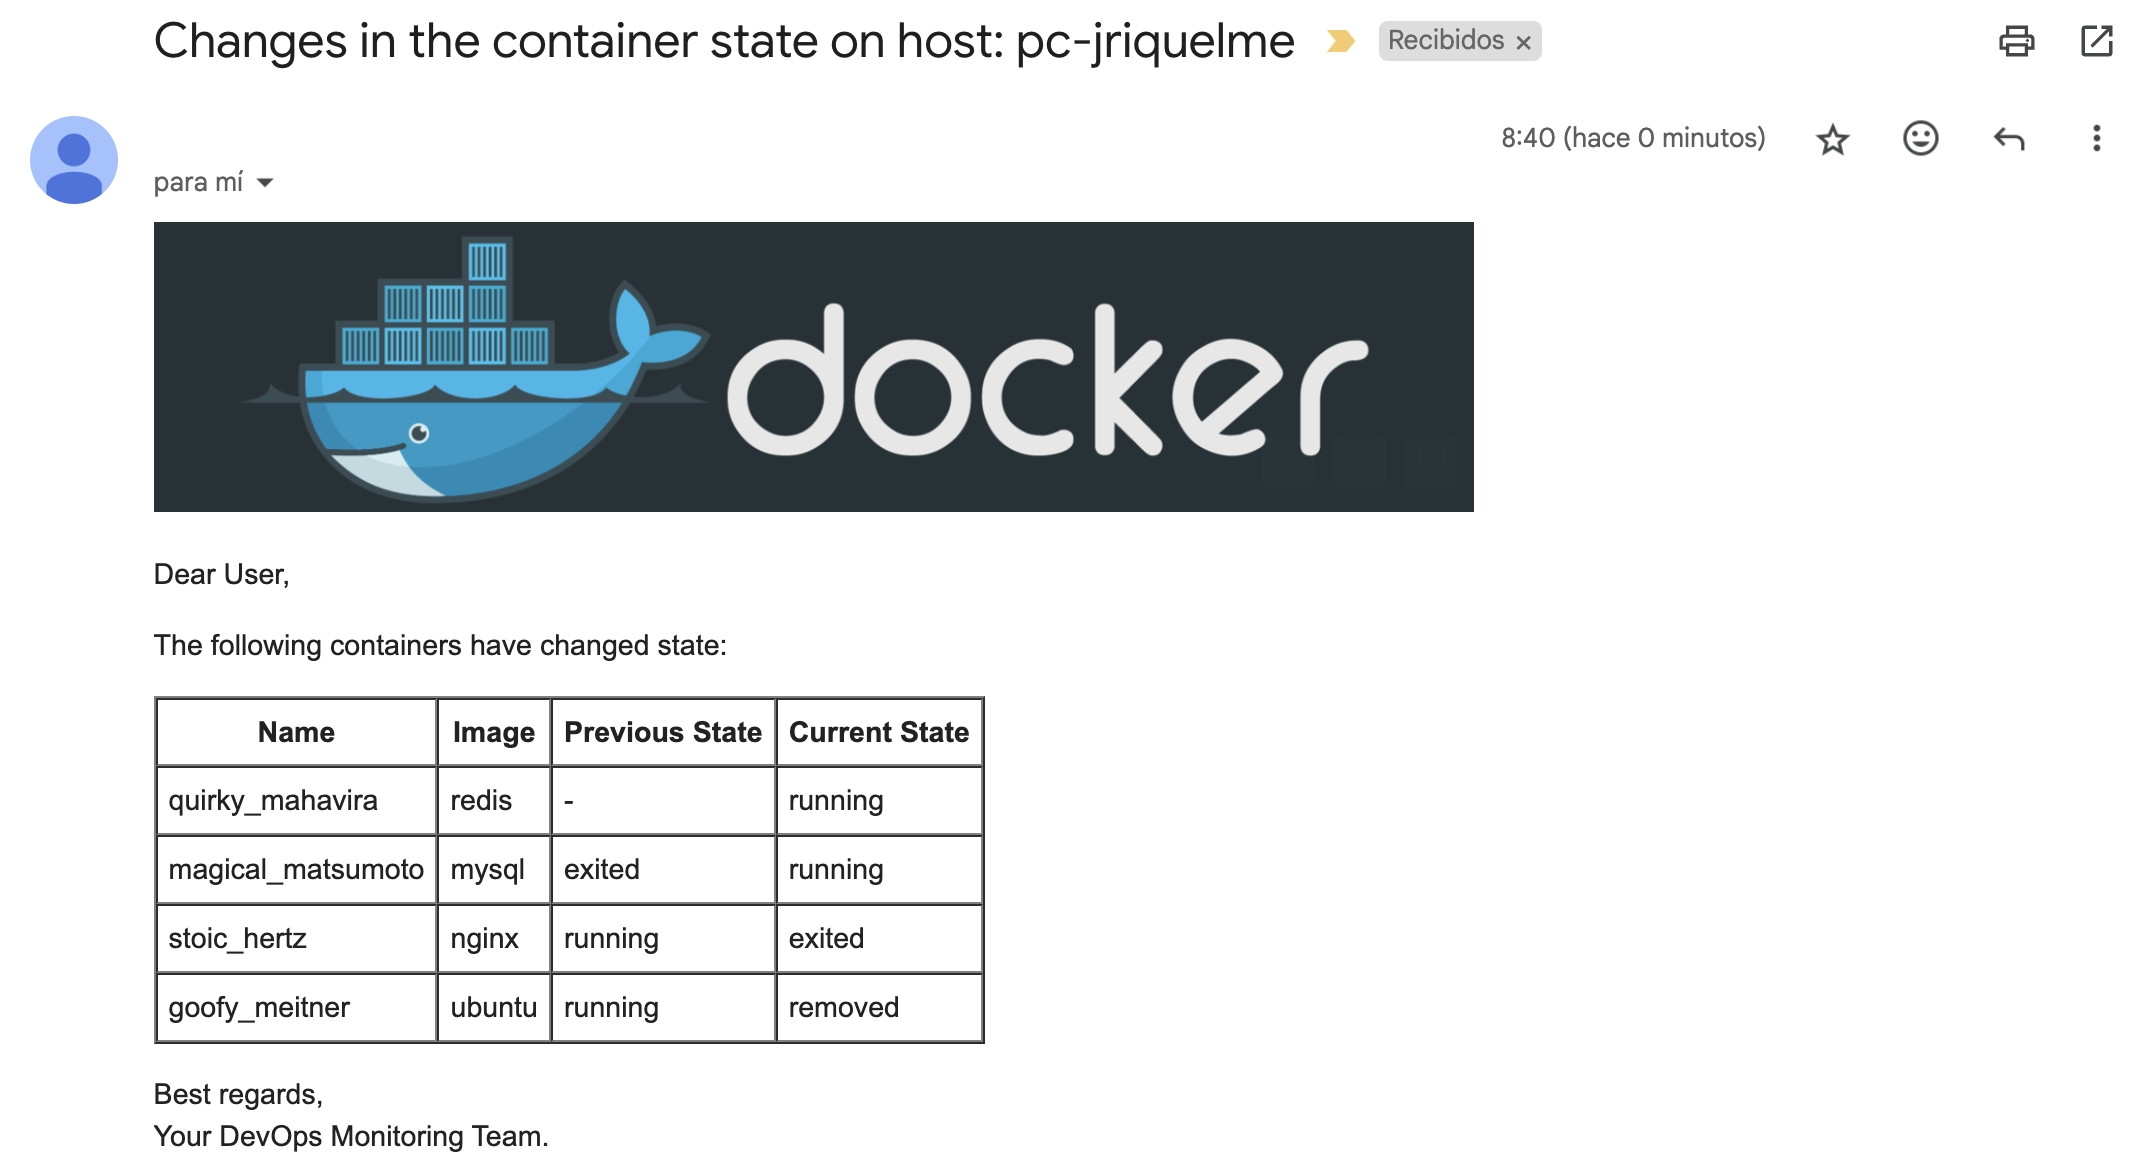 Changes in the container state on host: pc-jriquelme Recibidos ×
8:40 (hace 0 minutos)
para mí
docker
Dear User,
The following containers have changed state:
Name Image Previous State Current State
quirky_mahavira redis - running
magical_matsumoto mysql exited running
stoic_hertz nginx running exited
goofy_meitner ubuntu running removed
Best regards,
Your DevOps Monitoring Team.